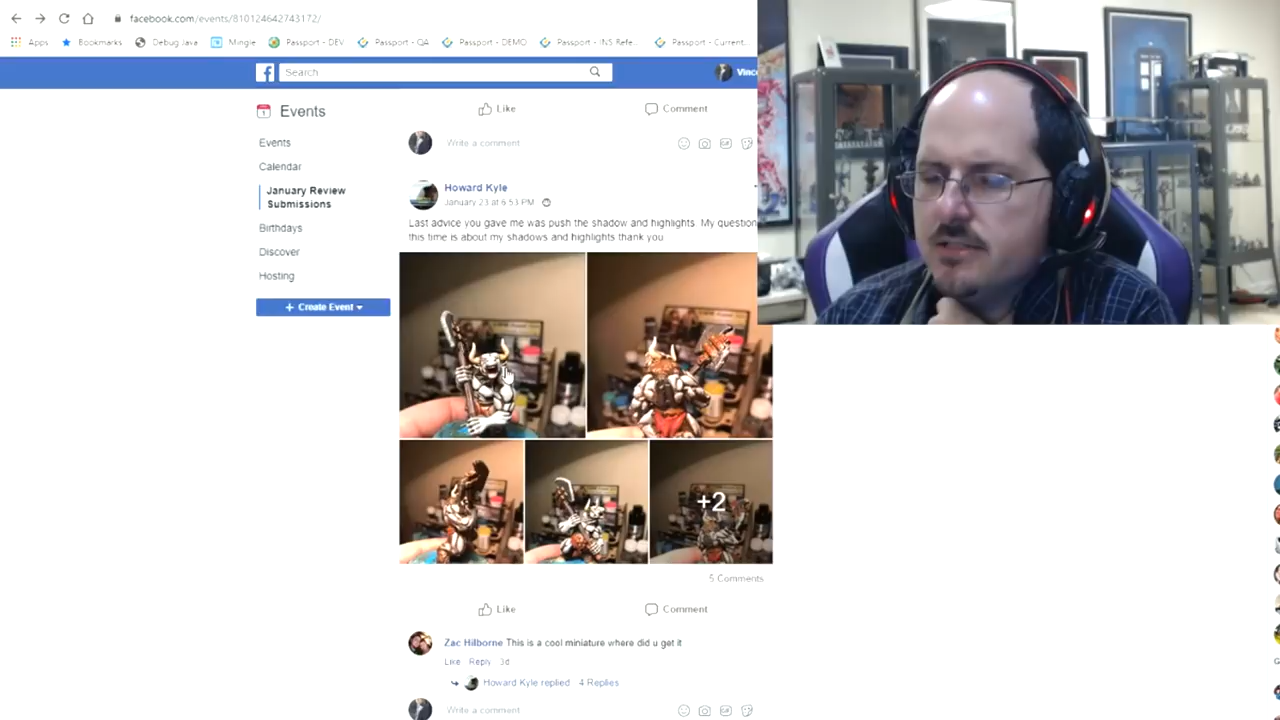 facebook.com/events/810124642743172/
Apps Bookmarks Debug Java Mingle Passport - DEV Passport - QA Passport - DEMO Passport - INS Refe... Passport - Current...
Search
Vince
Events
Like Comment
Events
Write a comment
Calendar
January Review
Submissions
Howard Kyle
January 23 at 6:53 PM
Birthdays
Last advice you gave me was push the shadow and highlights. My question
this time is about my shadows and highlights thank you
Discover
Hosting
+ Create Event
+2
5 Comments
Like Comment
Zac Hilborne This is a cool miniature where did u get it
Like Reply 3d
Howard Kyle replied 4 Replies
Write a comment